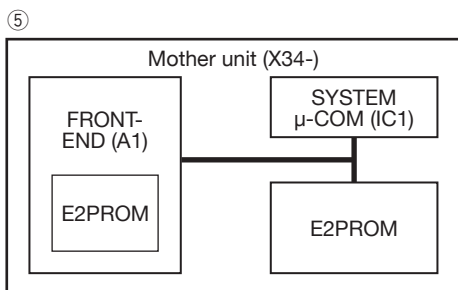 ⑤
Mother unit (X34-)
FRONT-
END (A1)
E2PROM
SYSTEM
µ-COM (IC1)
E2PROM